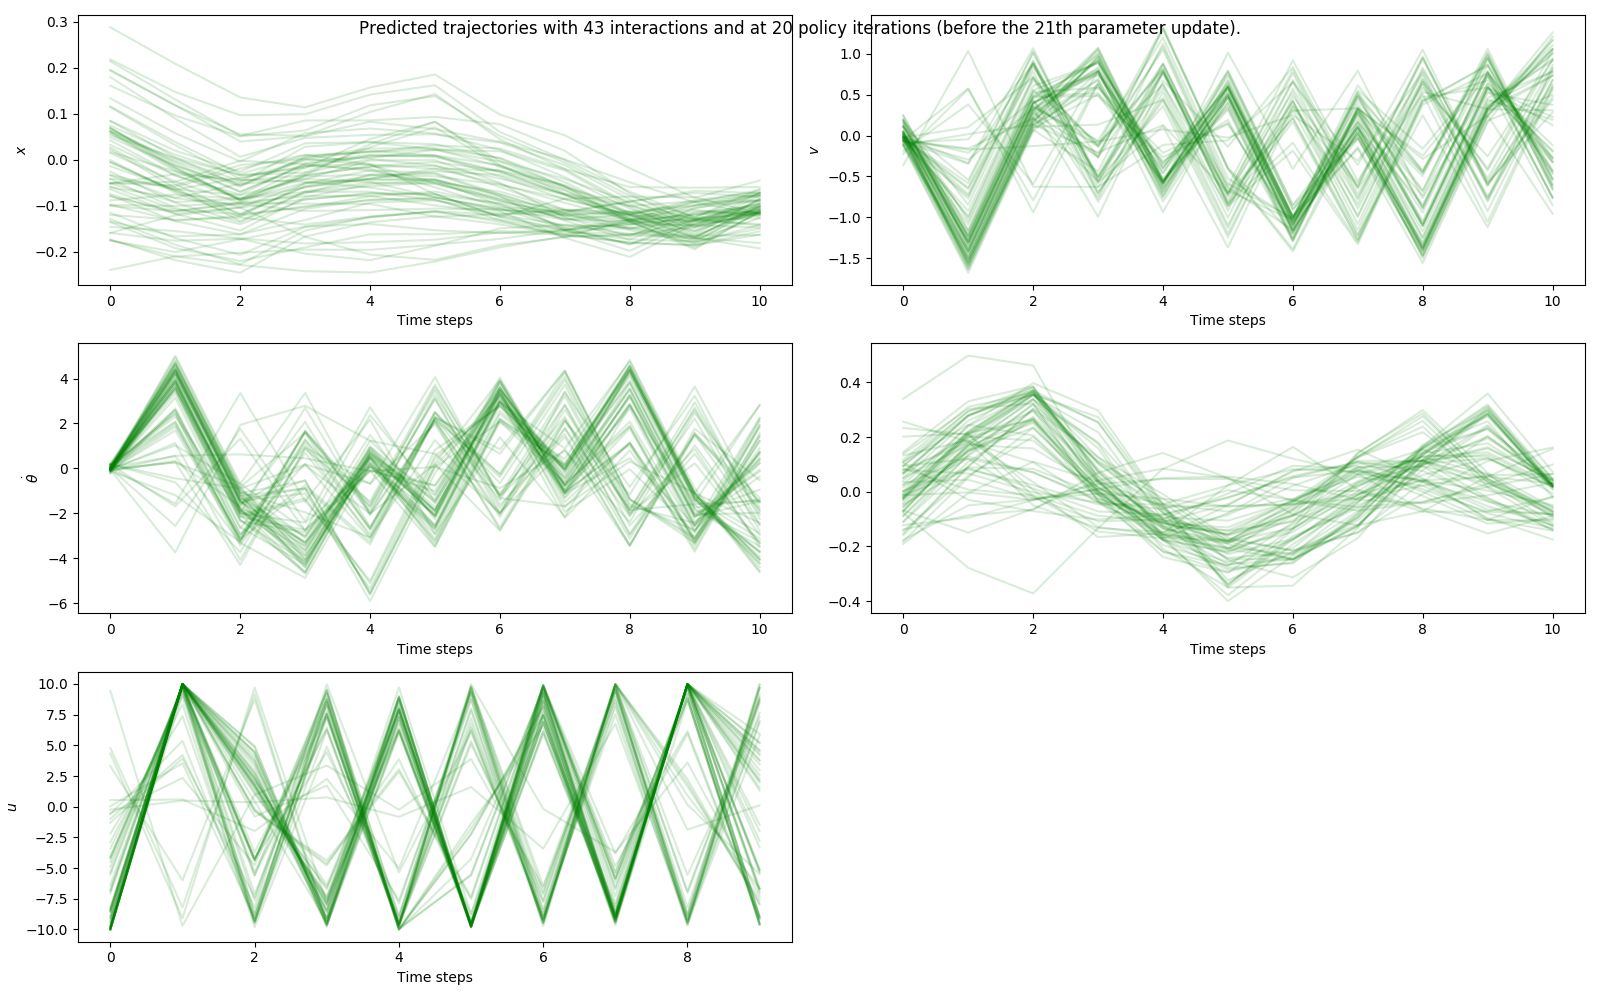 Predicted trajectories with 43 interactions and at 20 policy iterations (before the 21th parameter update).
0.3
0.2
0.1
0.0
−0.1
−0.2
x
0 2 4 6 8 10
Time steps
1.0
0.5
0.0
−0.5
−1.0
−1.5
v
0 2 4 6 8 10
Time steps
4
2
0
−2
−4
−6
θ̇
0 2 4 6 8 10
Time steps
0.4
0.2
0.0
−0.2
−0.4
θ
0 2 4 6 8 10
Time steps
10.0
7.5
5.0
2.5
0.0
−2.5
−5.0
−7.5
−10.0
u
0 2 4 6 8
Time steps